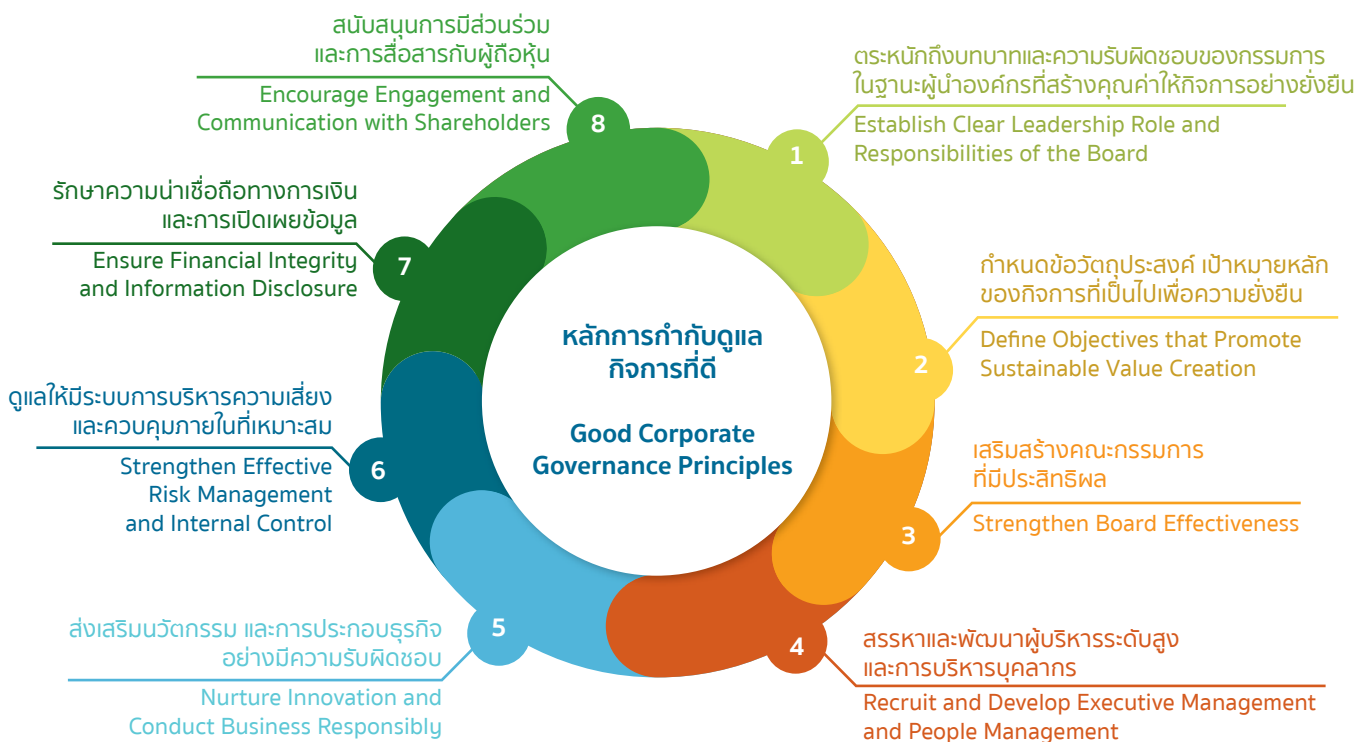 หลักการกำกับดูแล
กิจการที่ดี
Good Corporate
Governance Principles
1
ตระหนักถึงบทบาทและความรับผิดชอบของกรรมการ
ในฐานะผู้นำองค์กรที่สร้างคุณค่าให้กิจการอย่างยั่งยืน
Establish Clear Leadership Role and
Responsibilities of the Board
2
กำหนดข้อวัตถุประสงค์ เป้าหมายหลัก
ของกิจการที่เป็นไปเพื่อความยั่งยืน
Define Objectives that Promote
Sustainable Value Creation
3
เสริมสร้างคณะกรรมการ
ที่มีประสิทธิผล
Strengthen Board Effectiveness
4
สรรหาและพัฒนาผู้บริหารระดับสูง
และการบริหารบุคลากร
Recruit and Develop Executive Management
and People Management
5
ส่งเสริมนวัตกรรม และการประกอบธุรกิจ
อย่างมีความรับผิดชอบ
Nurture Innovation and
Conduct Business Responsibly
6
ดูแลให้มีระบบการบริหารความเสี่ยง
และควบคุมภายในที่เหมาะสม
Strengthen Effective
Risk Management
and Internal Control
7
รักษาความน่าเชื่อถือทางการเงิน
และการเปิดเผยข้อมูล
Ensure Financial Integrity
and Information Disclosure
8
สนับสนุนการมีส่วนร่วม
และการสื่อสารกับผู้ถือหุ้น
Encourage Engagement and
Communication with Shareholders